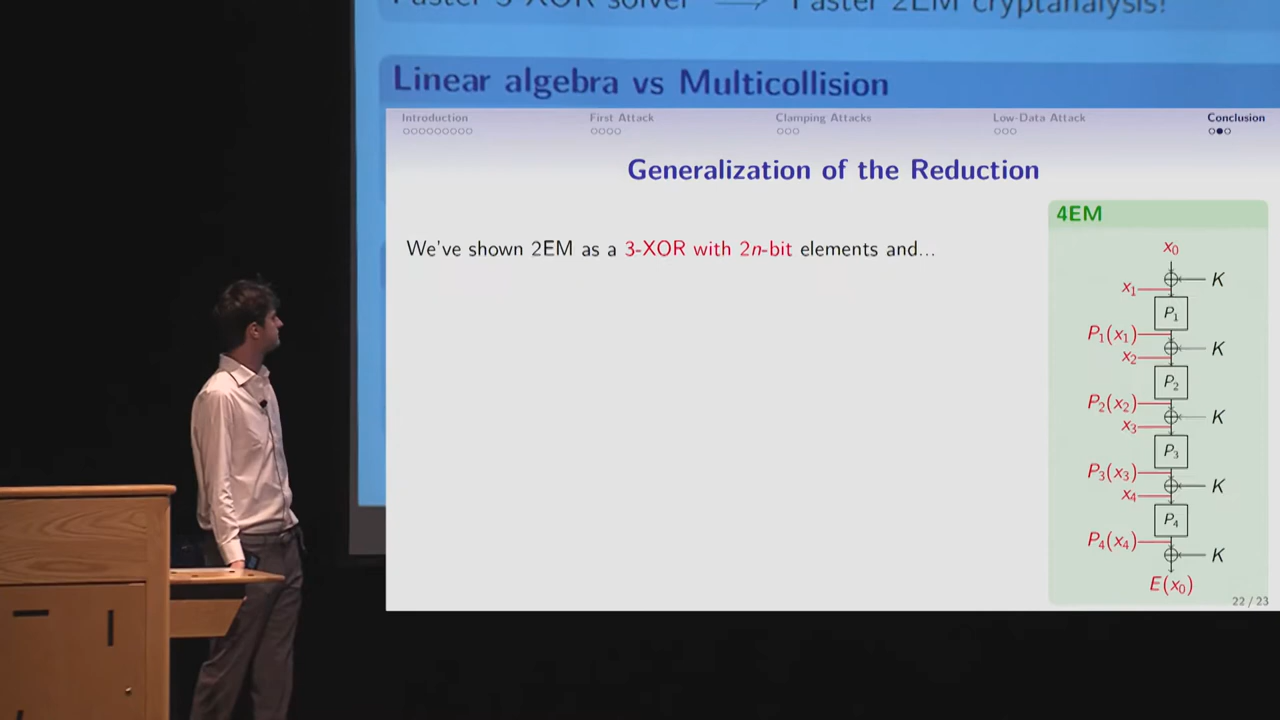 Faster 3-XOR solver ⟹ Faster 2EM cryptanalysis!
Linear algebra vs Multicollision
Introduction First Attack Clamping Attacks Low-Data Attack Conclusion
Generalization of the Reduction
We've shown 2EM as a 3-XOR with 2n-bit elements and...
4EM
x₀
K
x₁
P₁
P₁(x₁)
K
x₂
P₂
P₂(x₂)
K
x₃
P₃
P₃(x₃)
K
x₄
P₄
P₄(x₄)
K
E(x₀)
22 / 23